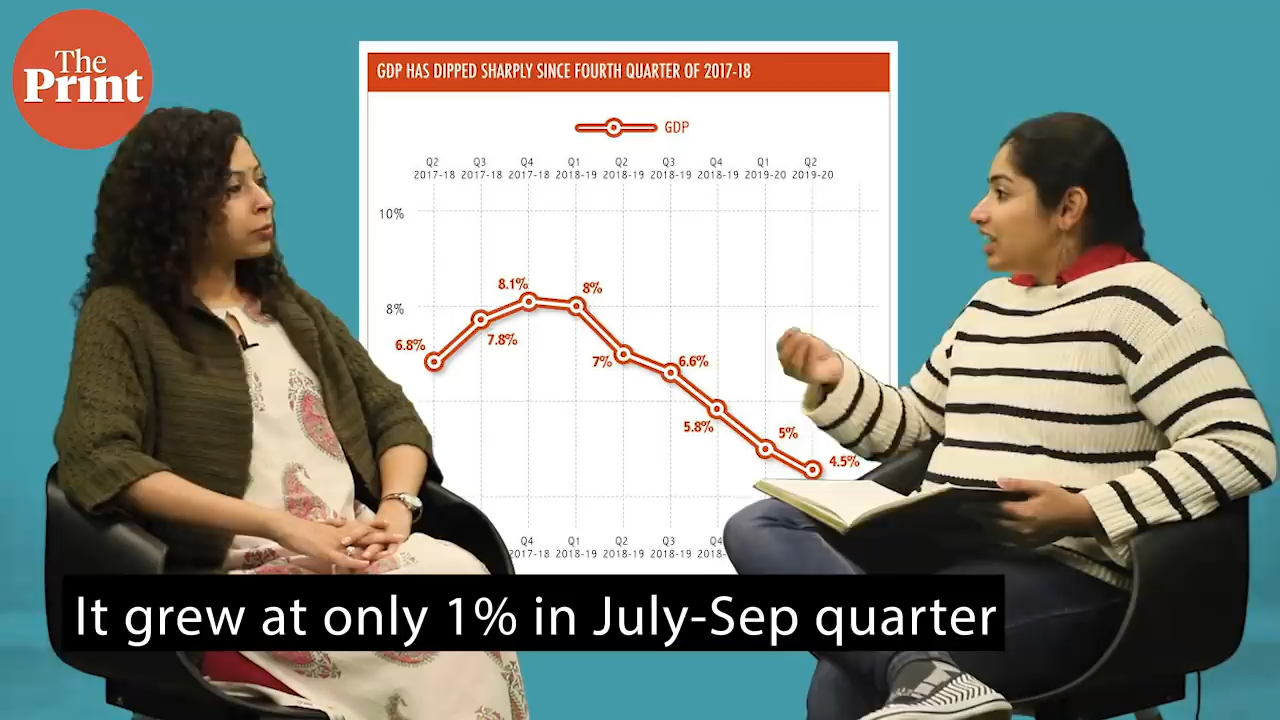 The
Print
GDP HAS DIPPED SHARPLY SINCE FOURTH QUARTER OF 2017-18
GDP
Q2 Q3 Q4 Q1 Q2 Q3 Q4 Q1 Q2
2017-18 2017-18 2017-18 2018-19 2018-19 2018-19 2018-19 2019-20 2019-20
10%
8%
6.8%
7.8%
8.1%
8%
7%
6.6%
5.8%
5%
4.5%
Q4 Q1 Q2 Q3 Q4
2017-18 2018-19 2018-19 2018-19
It grew at only 1% in July-Sep quarter